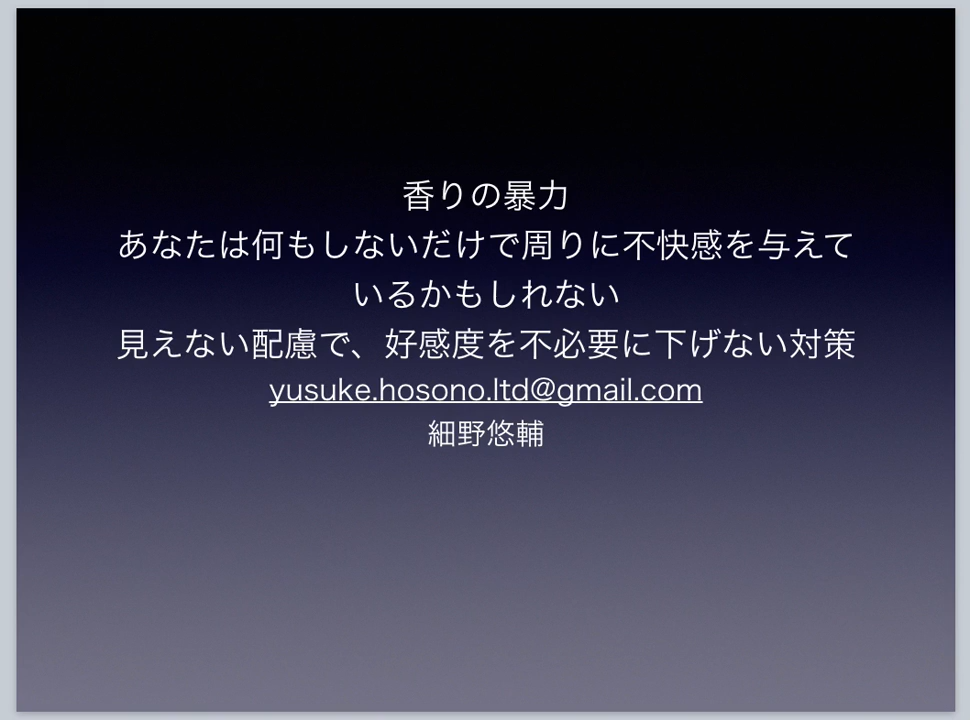 香りの暴力
あなたは何もしないだけで周りに不快感を与えて
いるかもしれない
見えない配慮で、好感度を不必要に下げない対策
yusuke.hosono.ltd@gmail.com
細野悠輔